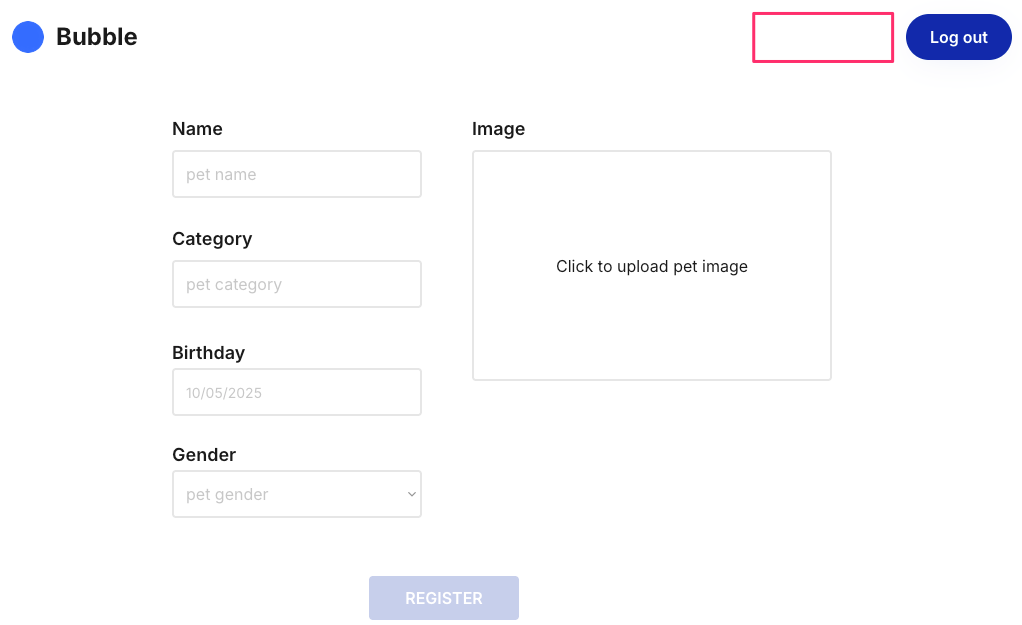 Bubble
Log out
Name
pet name
Category
pet category
Birthday
10/05/2025
Gender
pet gender
Image
Click to upload pet image
REGISTER